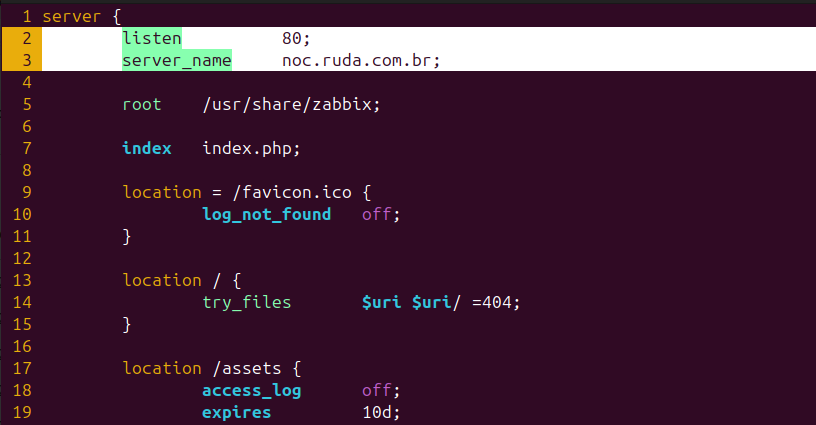 1 server {
2 listen 80;
3 server_name noc.ruda.com.br;
4
5 root /usr/share/zabbix;
6
7 index index.php;
8
9 location = /favicon.ico {
10 log_not_found off;
11 }
12
13 location / {
14 try_files $uri $uri/ =404;
15 }
16
17 location /assets {
18 access_log off;
19 expires 10d;